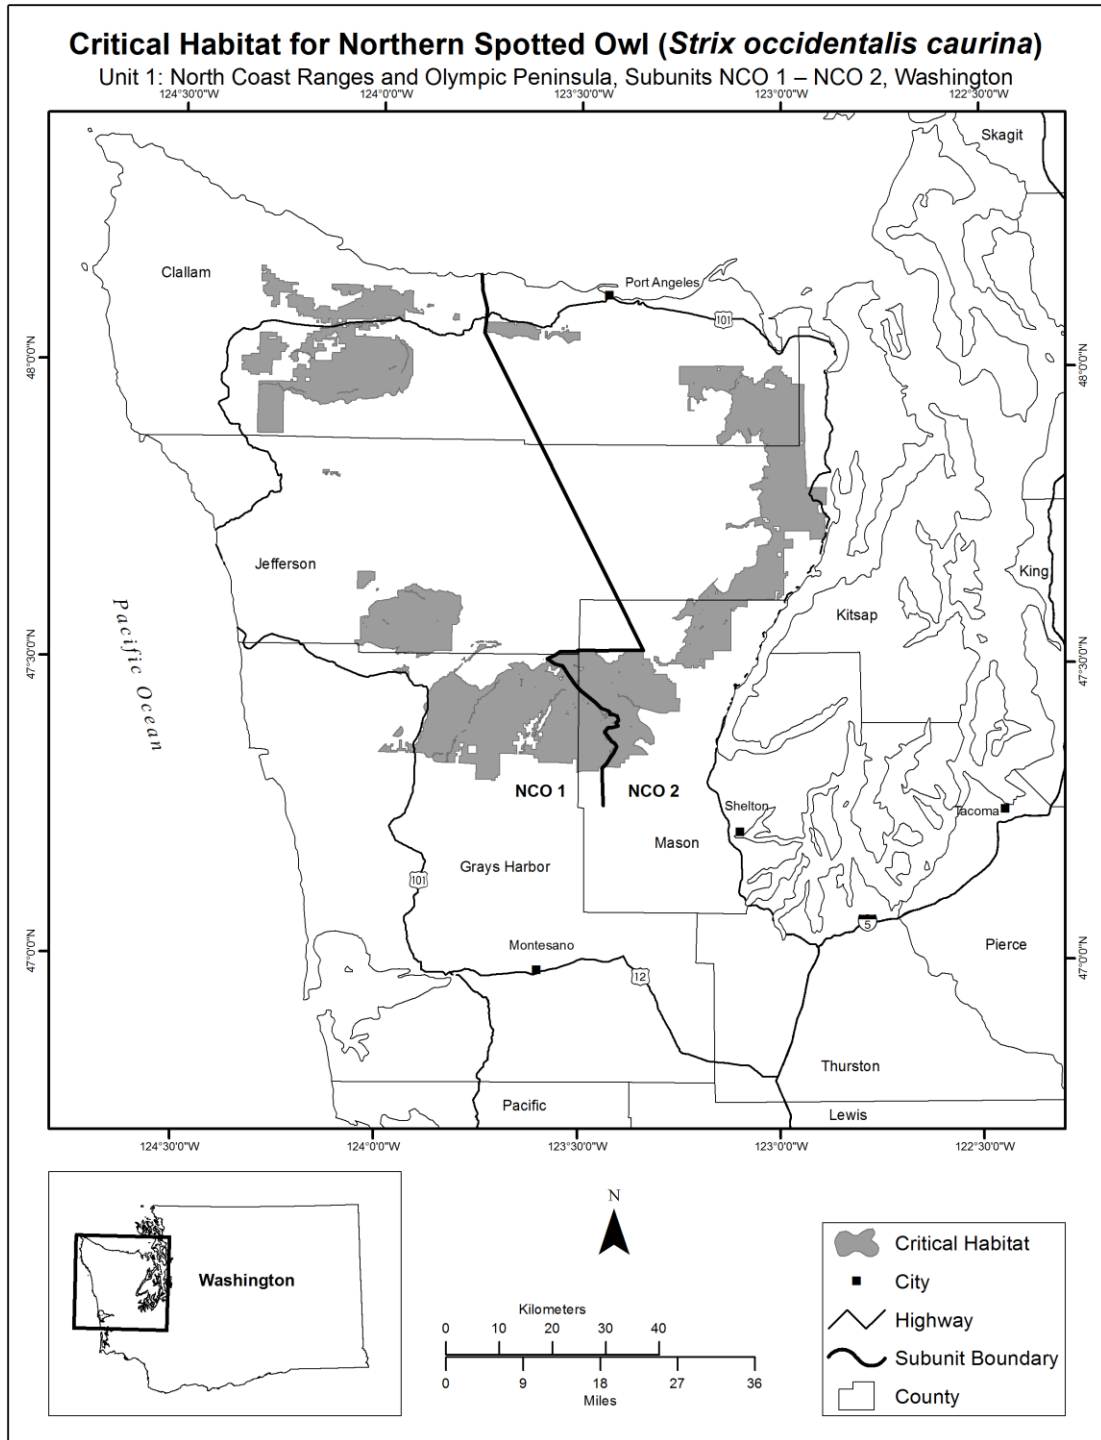 Critical Habitat for Northern Spotted Owl (Strix occidentalis caurina)
Unit 1: North Coast Ranges and Olympic Peninsula, Subunits NCO 1 – NCO 2, Washington
124°30'0"W 124°0'0"W 123°30'0"W 123°0'0"W 122°30'0"W
Skagit
Clallam
Port Angeles
101
48°0'0"N 48°0'0"N
Jefferson
King
Kitsap
Pacific Ocean
47°30'0"N 47°30'0"N
NCO 1 NCO 2
Shelton
Tacoma
Mason
Grays Harbor
101
5
Montesano
Pierce
47°0'0"N 47°0'0"N
12
Thurston
Pacific
Lewis
124°30'0"W 124°0'0"W 123°30'0"W 123°0'0"W 122°30'0"W
Washington
N
Kilometers
0 10 20 30 40
0 9 18 27 36
Miles
Critical Habitat
City
Highway
Subunit Boundary
County